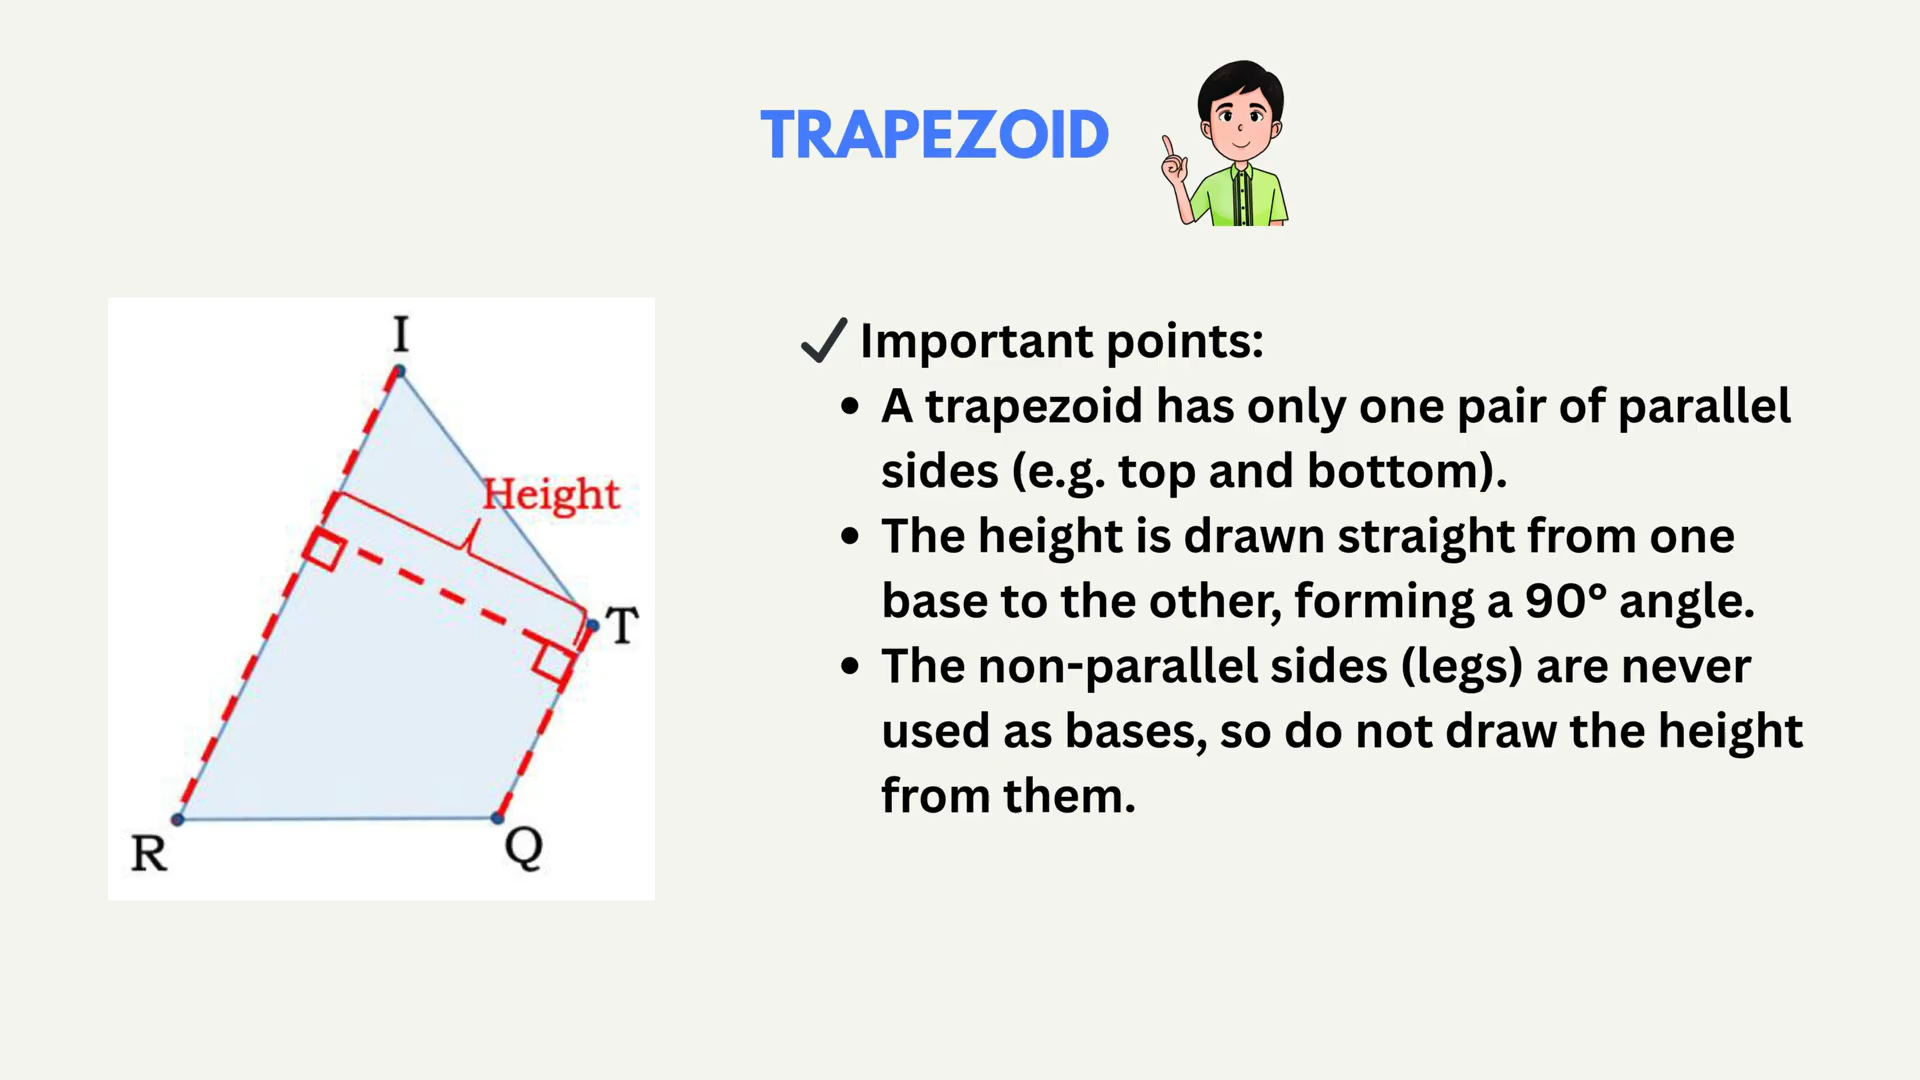 TRAPEZOID
I
Height
T
R
Q
✔ Important points:
• A trapezoid has only one pair of parallel
sides (e.g. top and bottom).
• The height is drawn straight from one
base to the other, forming a 90° angle.
• The non-parallel sides (legs) are never
used as bases, so do not draw the height
from them.